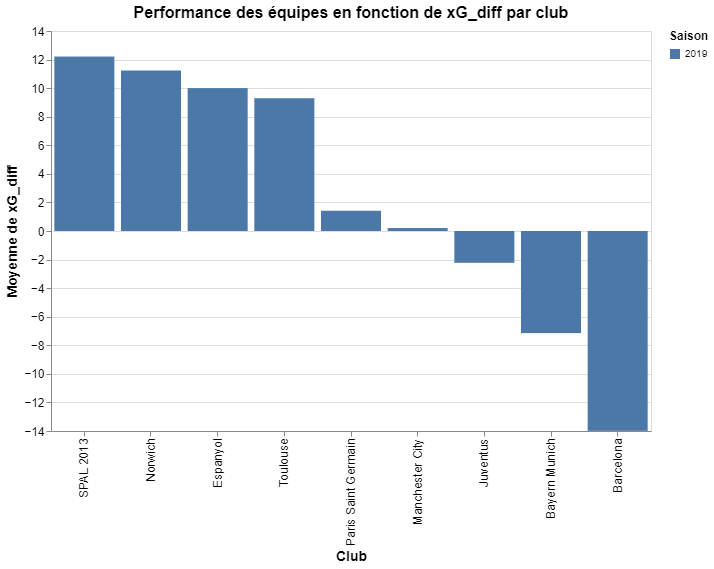 Performance des équipes en fonction de xG_diff par club
Saison
2019
Moyenne de xG_diff
14
12
10
8
6
4
2
0
−2
−4
−6
−8
−10
−12
−14
SPAL 2013
Norwich
Espanyol
Toulouse
Paris Saint Germain
Manchester City
Juventus
Bayern Munich
Barcelona
Club